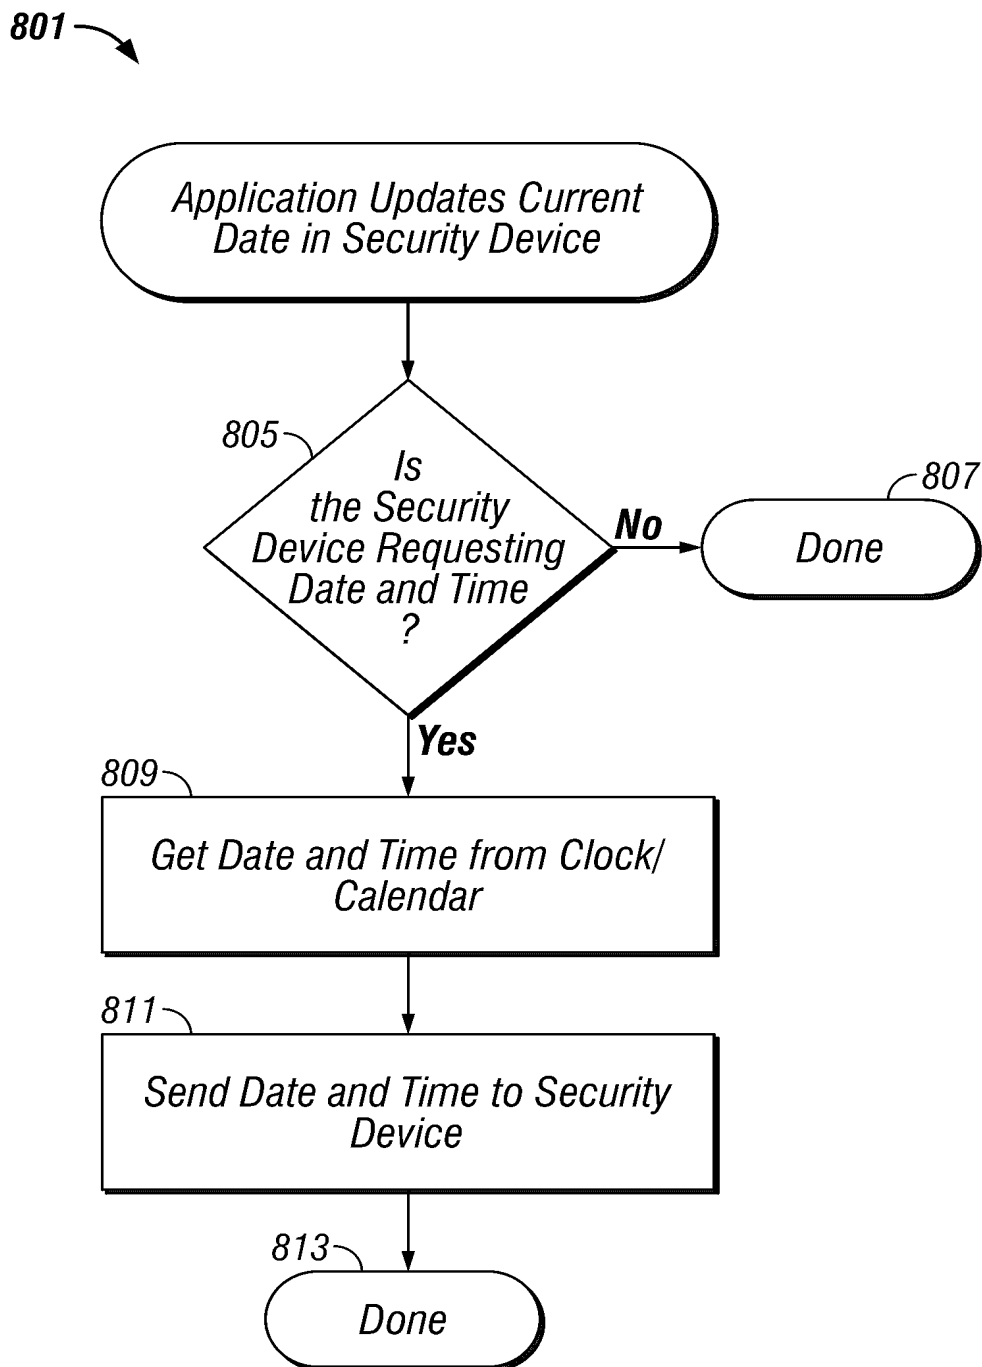 801
Application Updates Current
Date in Security Device
805
Is
the Security
Device Requesting
Date and Time
?
No
807
Done
Yes
809
Get Date and Time from Clock/
Calendar
811
Send Date and Time to Security
Device
813
Done